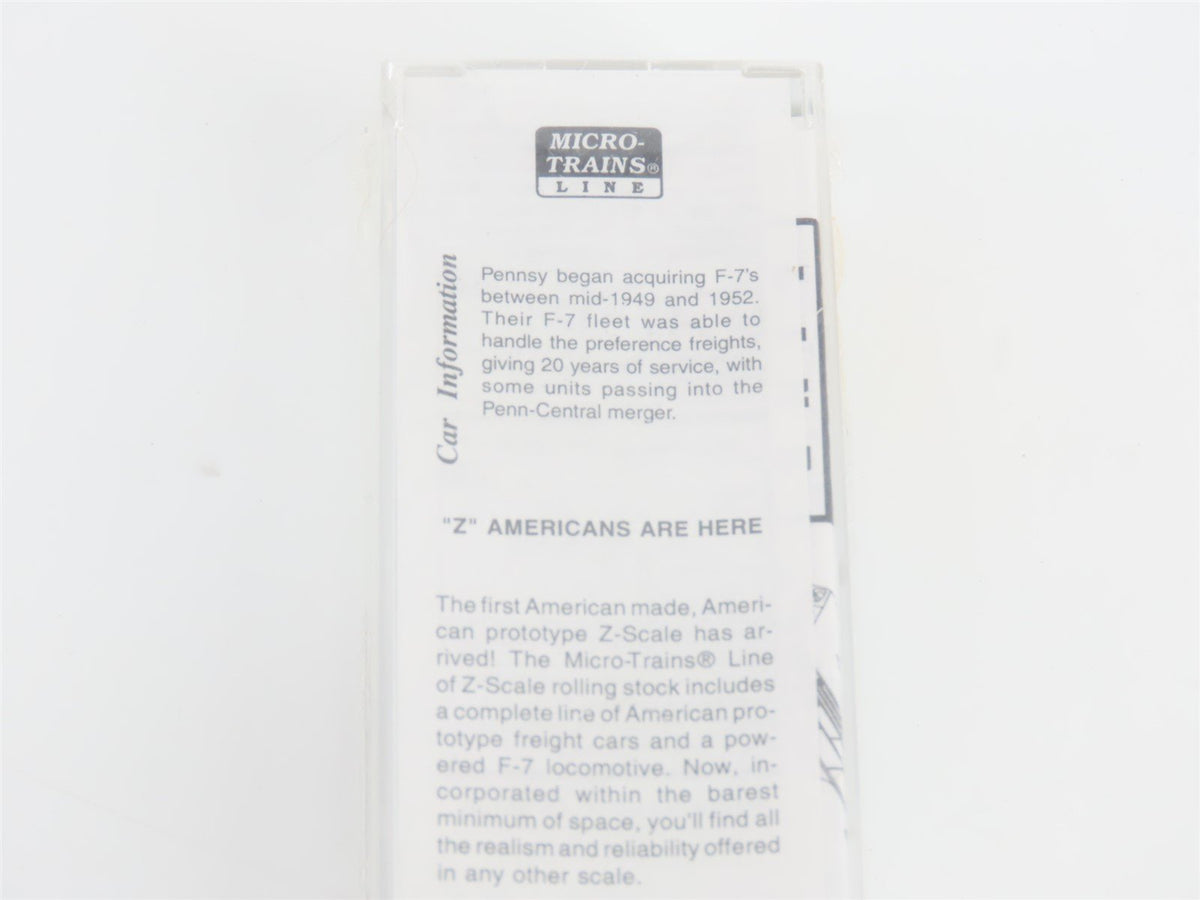 MICRO-
TRAINS®
LINE
Car Information
Pennsy began acquiring F-7's
between mid-1949 and 1952.
Their F-7 fleet was able to
handle the preference freights,
giving 20 years of service, with
some units passing into the
Penn-Central merger.
"Z" AMERICANS ARE HERE
The first American made, Ameri-
can prototype Z-Scale has ar-
rived! The Micro-Trains® Line
of Z-Scale rolling stock includes
a complete line of American pro-
totype freight cars and a pow-
ered F-7 locomotive. Now, in-
corporated within the barest
minimum of space, you'll find all
the realism and reliability offered
in any other scale.